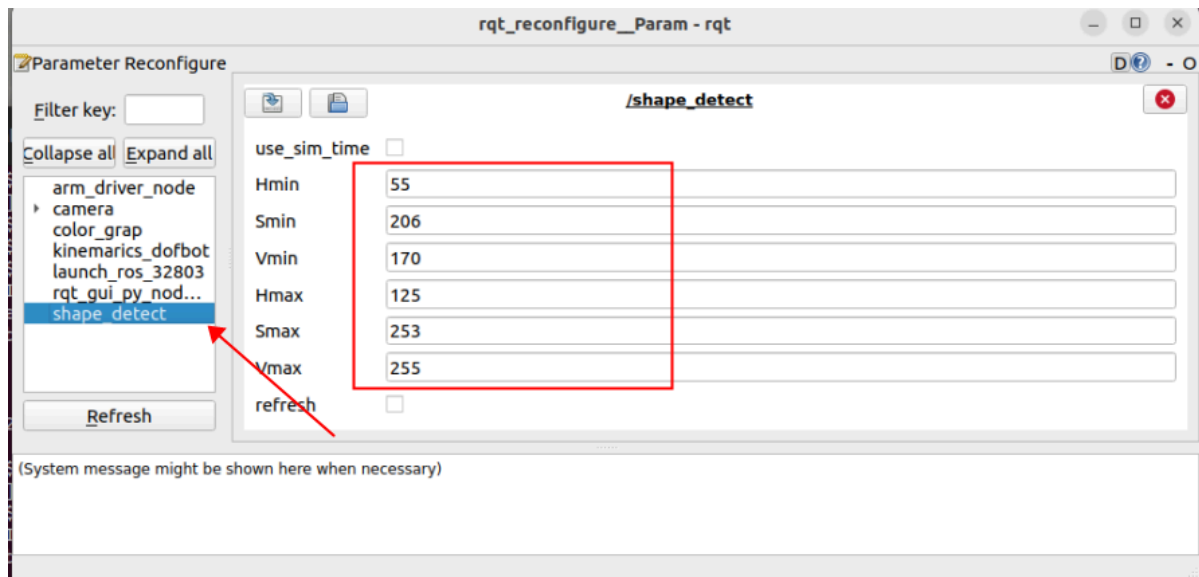 rqt_reconfigure__Param - rqt
Parameter Reconfigure
D - O
Filter key:
Collapse all Expand all
arm_driver_node
camera
color_grap
kinemarics_dofbot
launch_ros_32803
rqt_gui_py_nod...
shape_detect
Refresh
/shape_detect
use_sim_time
Hmin 55
Smin 206
Vmin 170
Hmax 125
Smax 253
Vmax 255
refresh
(System message might be shown here when necessary)